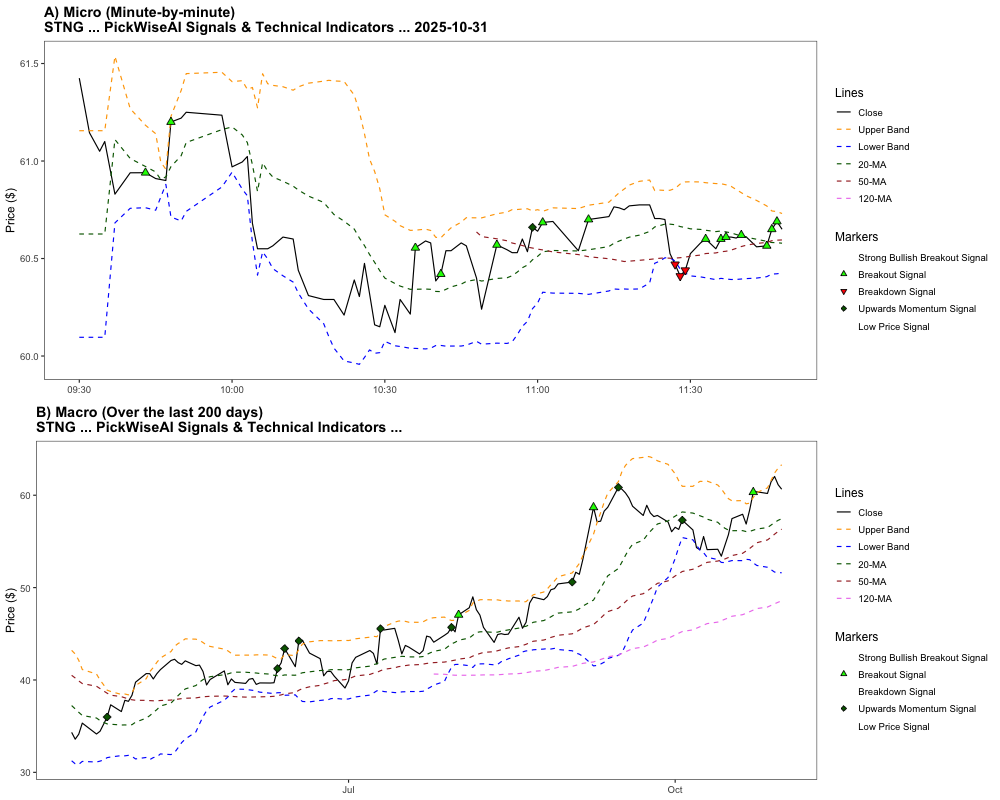 A) Micro (Minute-by-minute)
STNG ... PickWiseAI Signals & Technical Indicators ... 2025-10-31
Price ($)
61.5
61.0
60.5
60.0
09:30
10:00
10:30
11:00
11:30
Lines
Close
Upper Band
Lower Band
20-MA
50-MA
120-MA
Markers
Strong Bullish Breakout Signal
Breakout Signal
Breakdown Signal
Upwards Momentum Signal
Low Price Signal
B) Macro (Over the last 200 days)
STNG ... PickWiseAI Signals & Technical Indicators ...
Price ($)
60
50
40
30
Jul
Oct
Lines
Close
Upper Band
Lower Band
20-MA
50-MA
120-MA
Markers
Strong Bullish Breakout Signal
Breakout Signal
Breakdown Signal
Upwards Momentum Signal
Low Price Signal